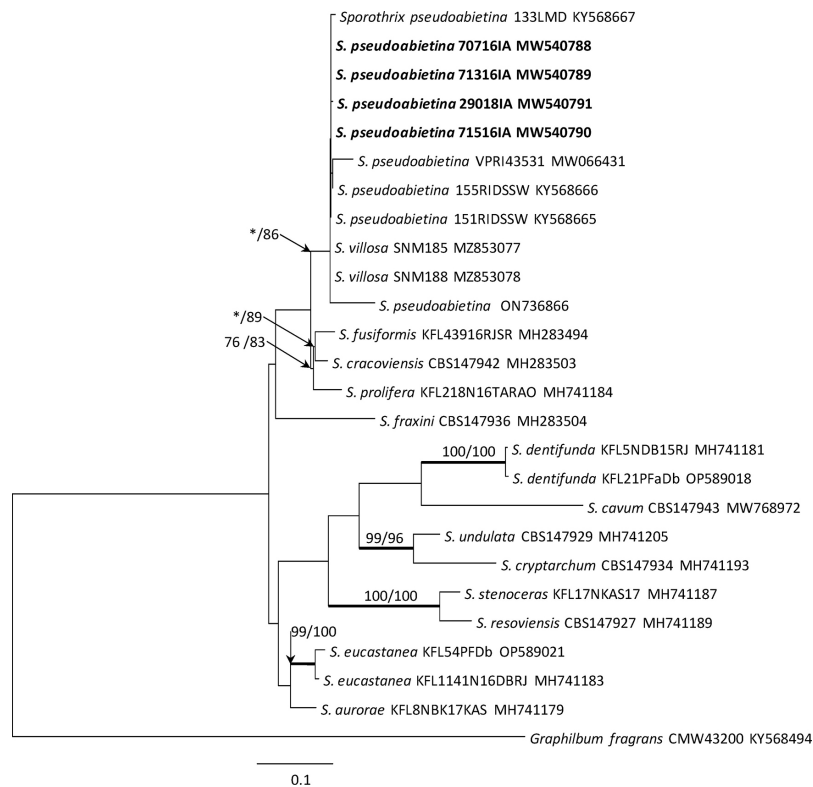 Sporothrix pseudoabietina 133LMD KY568667
S. pseudoabietina 70716IA MW540788
S. pseudoabietina 71316IA MW540789
S. pseudoabietina 29018IA MW540791
S. pseudoabietina 71516IA MW540790
S. pseudoabietina VPRI43531 MW066431
S. pseudoabietina 155RIDSSW KY568666
S. pseudoabietina 151RIDSSW KY568665
*/86
S. villosa SNM185 MZ853077
S. villosa SNM188 MZ853078
S. pseudoabietina ON736866
*/89
S. fusiformis KFL43916RJSR MH283494
76 /83
S. cracoviensis CBS147942 MH283503
S. prolifera KFL218N16TARAO MH741184
S. fraxini CBS147936 MH283504
100/100
S. dentifunda KFL5NDB15RJ MH741181
S. dentifunda KFL21PFaDb OP589018
S. cavum CBS147943 MW768972
99/96
S. undulata CBS147929 MH741205
S. cryptarchum CBS147934 MH741193
100/100
S. stenoceras KFL17NKAS17 MH741187
S. resoviensis CBS147927 MH741189
99/100
S. eucastanea KFL54PFDb OP589021
S. eucastanea KFL1141N16DBRJ MH741183
S. aurorae KFL8NBK17KAS MH741179
Graphilbum fragrans CMW43200 KY568494
0.1